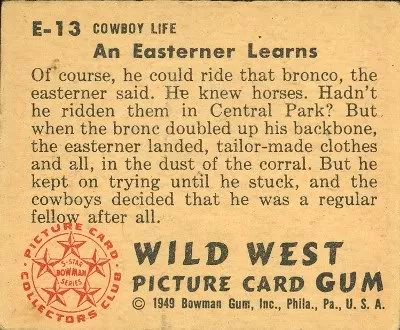 E-13 COWBOY LIFE
An Easterner Learns
Of course, he could ride that bronco, the
easterner said. He knew horses. Hadn't
he ridden them in Central Park? But
when the bronc doubled up his backbone,
the easterner landed, tailor-made clothes
and all, in the dust of the corral. But he
kept on trying until he stuck, and the
cowboys decided that he was a regular
fellow after all.
PICTURE CARD
5-STAR
BOWMAN
SERIES
COLLECTORS CLUB
WILD WEST
PICTURE CARD GUM
© 1949 Bowman Gum, Inc., Phila., Pa., U. S. A.